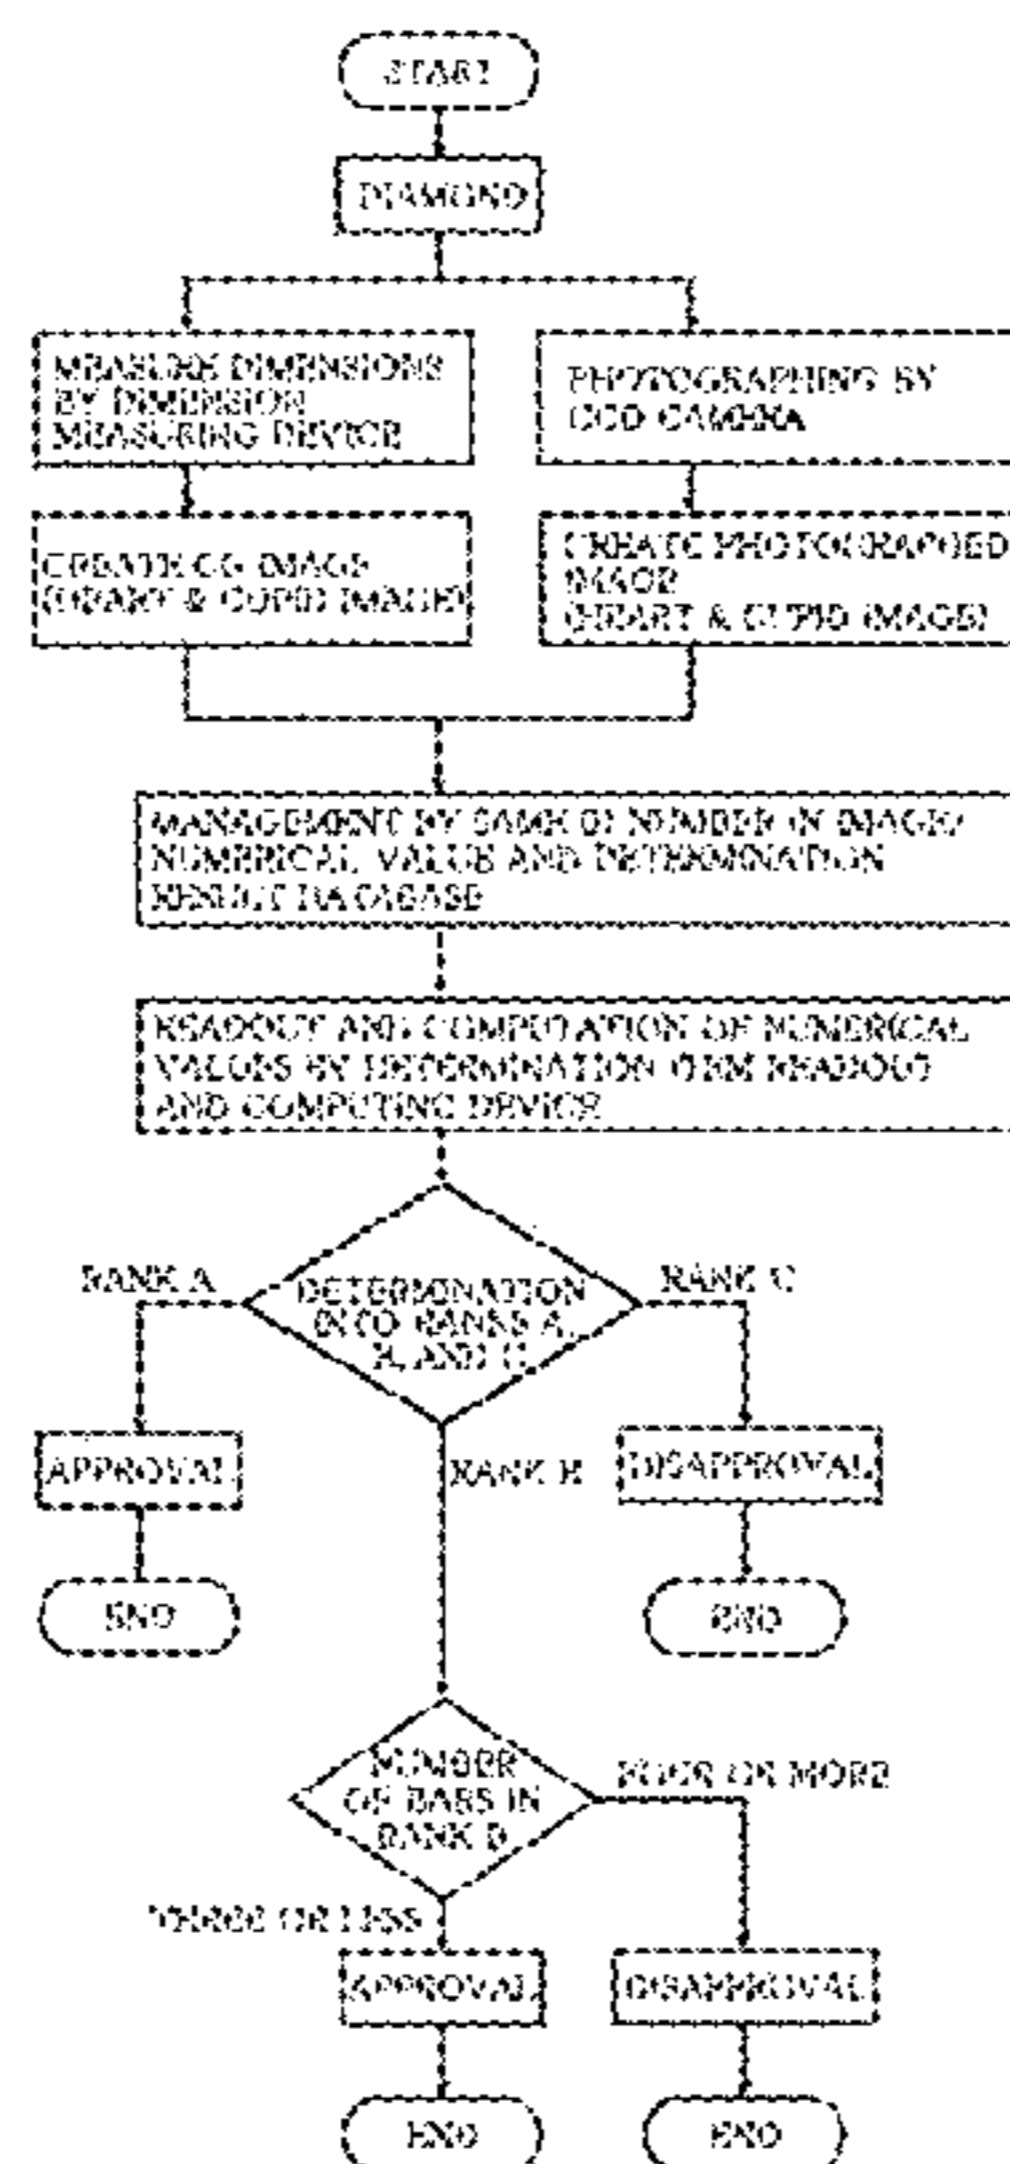 START
DIAMOND
MEASURE DIMENSIONS
BY DIMENSION
MEASURING DEVICE
PHOTOGRAPHING BY
CCD CAMERA
CREATE CG IMAGE
(HEART & CUPID IMAGE)
CREATE PHOTOGRAPHED
IMAGE
(HEART & CUPID IMAGE)
MANAGEMENT BY SAME ID NUMBER IN IMAGE/
NUMERICAL VALUE AND DETERMINATION
RESULT DATABASE
READOUT AND COMPUTATION OF NUMERICAL
VALUES BY DETERMINATION ITEM READOUT
AND COMPUTING DEVICE
RANK A
DETERMINATION
INTO RANKS A,
B, AND C
RANK C
APPROVAL
RANK B
DISAPPROVAL
END
END
NUMBER
OF BARS IN
RANK B
FOUR OR MORE
THREE OR LESS
APPROVAL
DISAPPROVAL
END
END